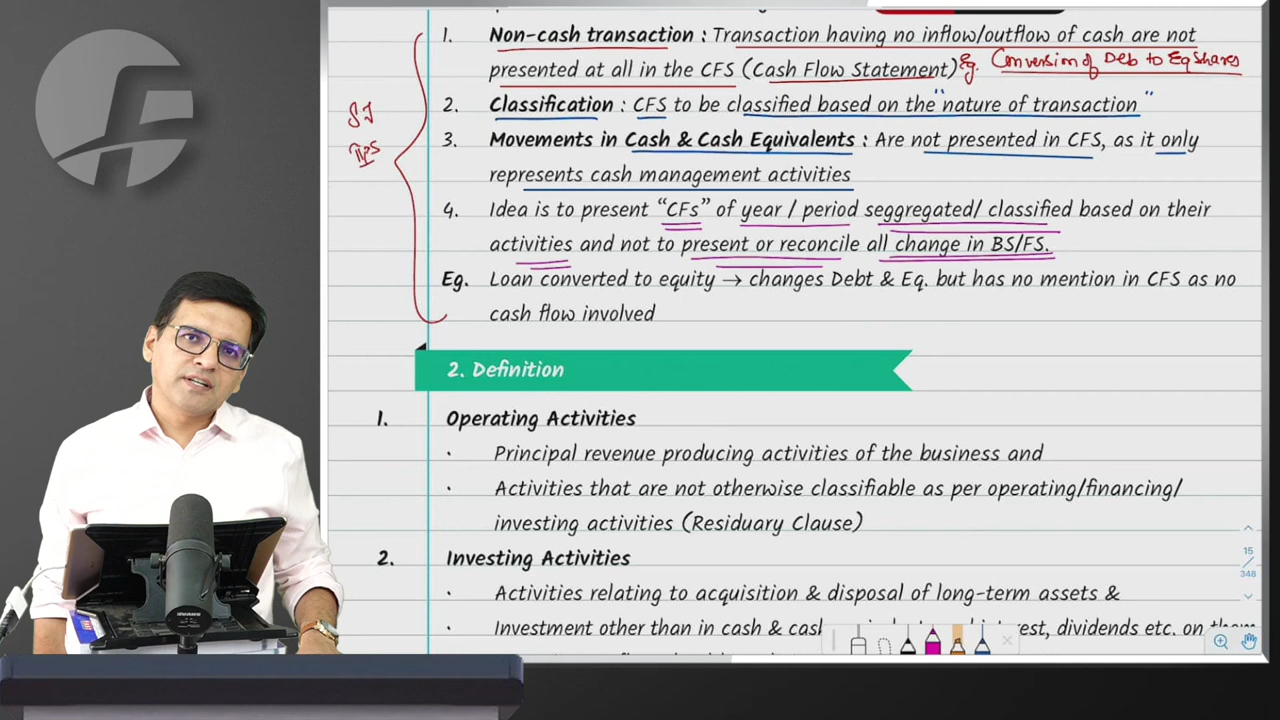 1. Non-cash transaction : Transaction having no inflow/outflow of cash are not
presented at all in the CFS (Cash Flow Statement) Eg. Conversion of Deb to Eq Shares
2. Classification : CFS to be classified based on the "nature of transaction"
3. Movements in Cash & Cash Equivalents : Are not presented in CFS, as it only
represents cash management activities
4. Idea is to present “CFs” of year / period seggregated/ classified based on their
activities and not to present or reconcile all change in BS/FS.
Eg. Loan converted to equity → changes Debt & Eq. but has no mention in CFS as no
cash flow involved
2. Definition
1. Operating Activities
· Principal revenue producing activities of the business and
· Activities that are not otherwise classifiable as per operating/financing/
investing activities (Residuary Clause)
2. Investing Activities
· Activities relating to acquisition & disposal of long-term assets &
· Investment other than in cash & cash dividends etc. on
15
348